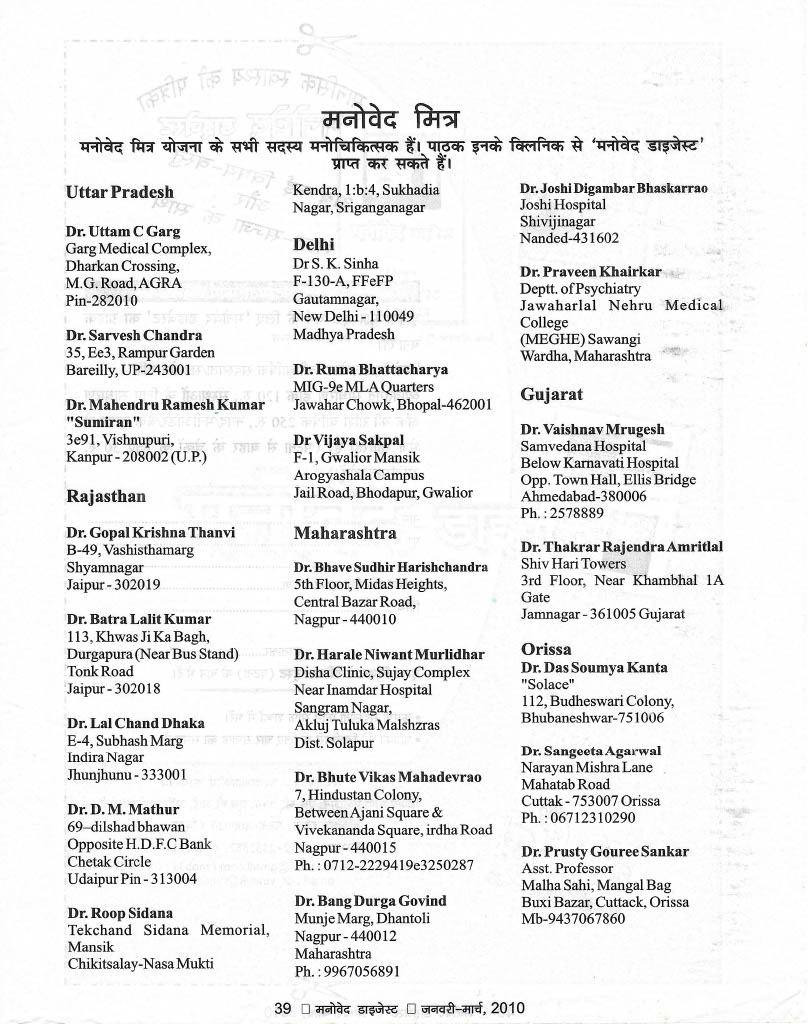 मनोवेद मित्र
मनोवेद मित्र योजना के सभी सदस्य मनोचिकित्सक हैं। पाठक इनके क्लिनिक से ‘मनोवेद डाइजेस्ट’
प्राप्त कर सकते हैं।
Uttar Pradesh
Dr. Uttam C Garg
Garg Medical Complex,
Dharkan Crossing,
M.G. Road, AGRA
Pin-282010
Dr. Sarvesh Chandra
35, Ee3, Rampur Garden
Bareilly, UP-243001
Dr. Mahendru Ramesh Kumar
"Sumiran"
3e91, Vishnupuri,
Kanpur - 208002 (U.P.)
Rajasthan
Dr. Gopal Krishna Thanvi
B-49, Vashisthamarg
Shyamnagar
Jaipur - 302019
Dr. Batra Lalit Kumar
113, Khwas Ji Ka Bagh,
Durgapura (Near Bus Stand)
Tonk Road
Jaipur - 302018
Dr. Lal Chand Dhaka
E-4, Subhash Marg
Indira Nagar
Jhunjhunu - 333001
Dr. D. M. Mathur
69–dilshad bhawan
Opposite H.D.F.C Bank
Chetak Circle
Udaipur Pin - 313004
Dr. Roop Sidana
Tekchand Sidana Memorial,
Mansik
Chikitsalay-Nasa Mukti
Kendra, 1:b:4, Sukhadia
Nagar, Sriganganagar
Delhi
Dr S. K. Sinha
F-130-A, FFeFP
Gautamnagar,
New Delhi - 110049
Madhya Pradesh
Dr. Ruma Bhattacharya
MIG-9e MLA Quarters
Jawahar Chowk, Bhopal-462001
Dr Vijaya Sakpal
F-1, Gwalior Mansik
Arogyashala Campus
Jail Road, Bhodapur, Gwalior
Maharashtra
Dr. Bhave Sudhir Harishchandra
5th Floor, Midas Heights,
Central Bazar Road,
Nagpur - 440010
Dr. Harale Niwant Murlidhar
Disha Clinic, Sujay Complex
Near Inamdar Hospital
Sangram Nagar,
Akluj Tuluka Malshzras
Dist. Solapur
Dr. Bhute Vikas Mahadevrao
7, Hindustan Colony,
Between Ajani Square &
Vivekananda Square, irdha Road
Nagpur - 440015
Ph. : 0712-2229419e3250287
Dr. Bang Durga Govind
Munje Marg, Dhantoli
Nagpur - 440012
Maharashtra
Ph. : 9967056891
Dr. Joshi Digambar Bhaskarrao
Joshi Hospital
Shivijinagar
Nanded-431602
Dr. Praveen Khairkar
Deptt. of Psychiatry
Jawaharlal Nehru Medical
College
(MEGHE) Sawangi
Wardha, Maharashtra
Gujarat
Dr. Vaishnav Mrugesh
Samvedana Hospital
Below Karnavati Hospital
Opp. Town Hall, Ellis Bridge
Ahmedabad-380006
Ph. : 2578889
Dr. Thakrar Rajendra Amritlal
Shiv Hari Towers
3rd Floor, Near Khambhal 1A
Gate
Jamnagar - 361005 Gujarat
Orissa
Dr. Das Soumya Kanta
"Solace"
112, Budheswari Colony,
Bhubaneshwar-751006
Dr. Sangeeta Agarwal
Narayan Mishra Lane
Mahatab Road
Cuttak - 753007 Orissa
Ph. : 06712310290
Dr. Prusty Gouree Sankar
Asst. Professor
Malha Sahi, Mangal Bag
Buxi Bazar, Cuttack, Orissa
Mb-9437067860
39 □ मनोवेद डाइजेस्ट □ जनवरी–मार्च, 2010